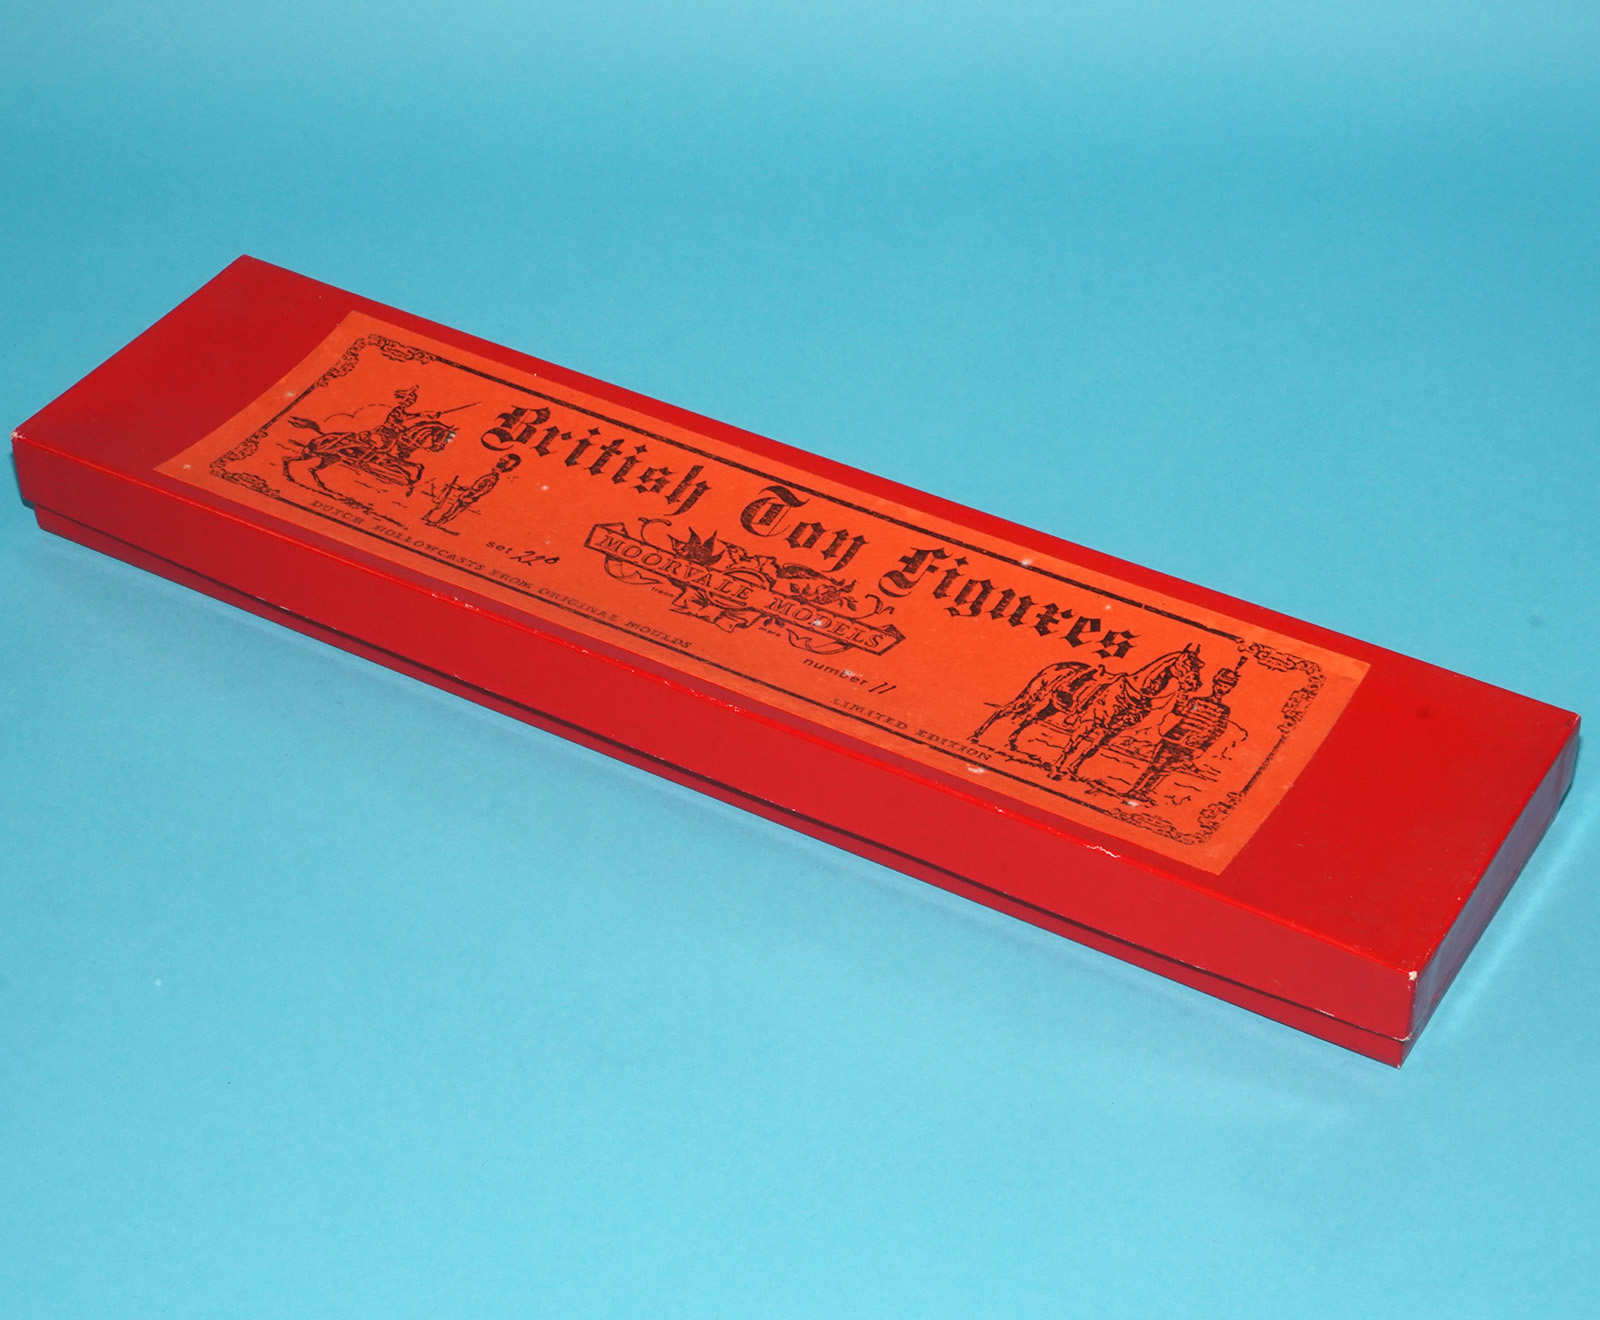 British Toy Figures
set 220
MOORVALE MODELS
trade mark
number 11
DUTCH HOLLOWCASTS FROM ORIGINAL MOULDS
LIMITED EDITION